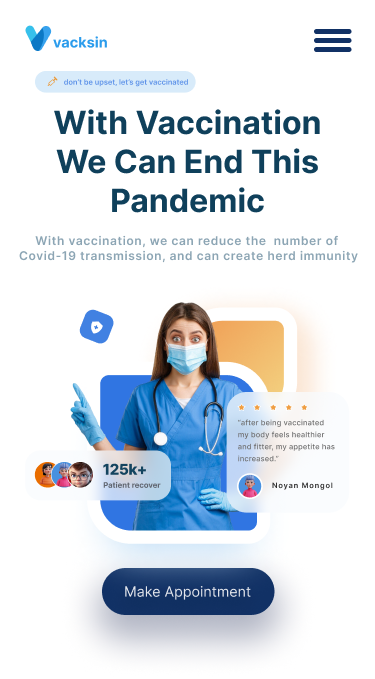 vacksin
don't be upset, let's get vaccinated
With Vaccination
We Can End This
Pandemic
With vaccination, we can reduce the number of
Covid-19 transmission, and can create herd immunity
"after being vaccinated
my body feels healthier
and fitter, my appetite has
increased."
Noyan Mongol
125k+
Patient recover
Make Appointment